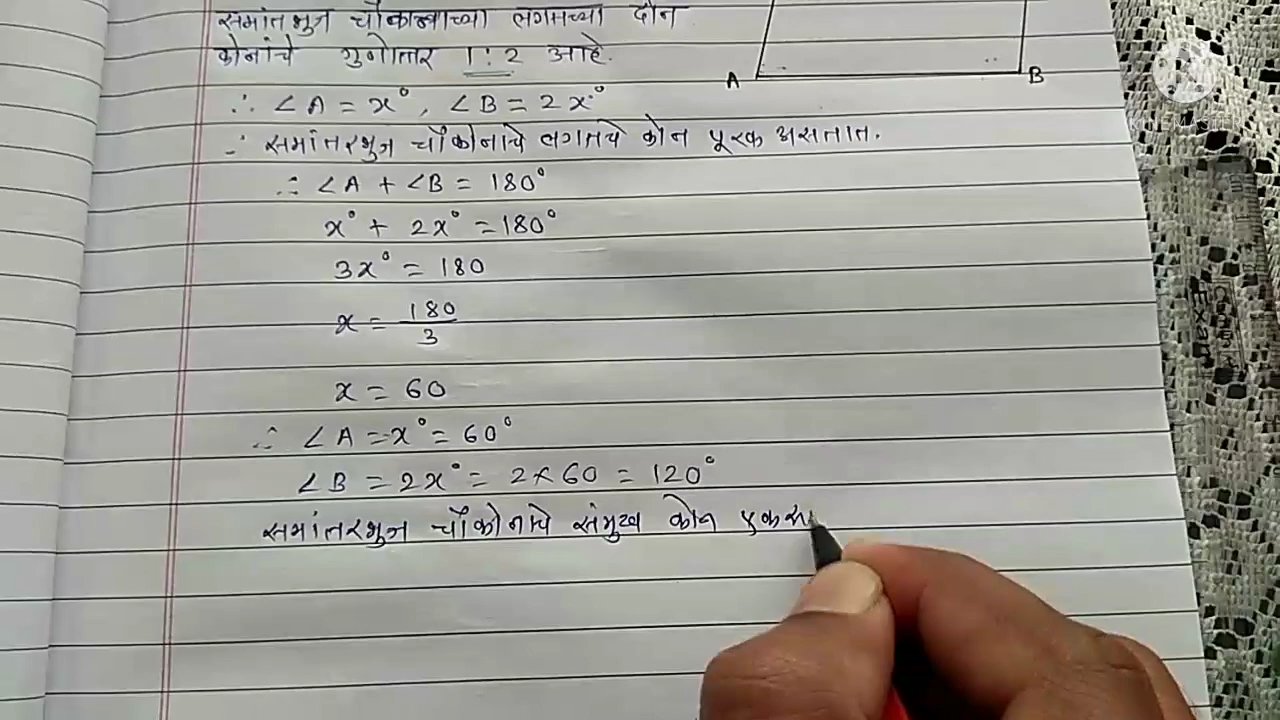 समांतरभुज चौकोनाच्या लगतच्या दोन
कोनांचे गुणोत्तर 1:2 आहे.
A B
∴ ∠A = x°, ∠B = 2x°
समांतरभुज चौकोनाचे लगतचे कोन पूरक असतात.
∴ ∠A + ∠B = 180°
x° + 2x° = 180°
3x° = 180
x = 180/3
x = 60
∴ ∠A = x° = 60°
∠B = 2x° = 2×60 = 120°
समांतरभुज चौकोनाचे संमुख कोन